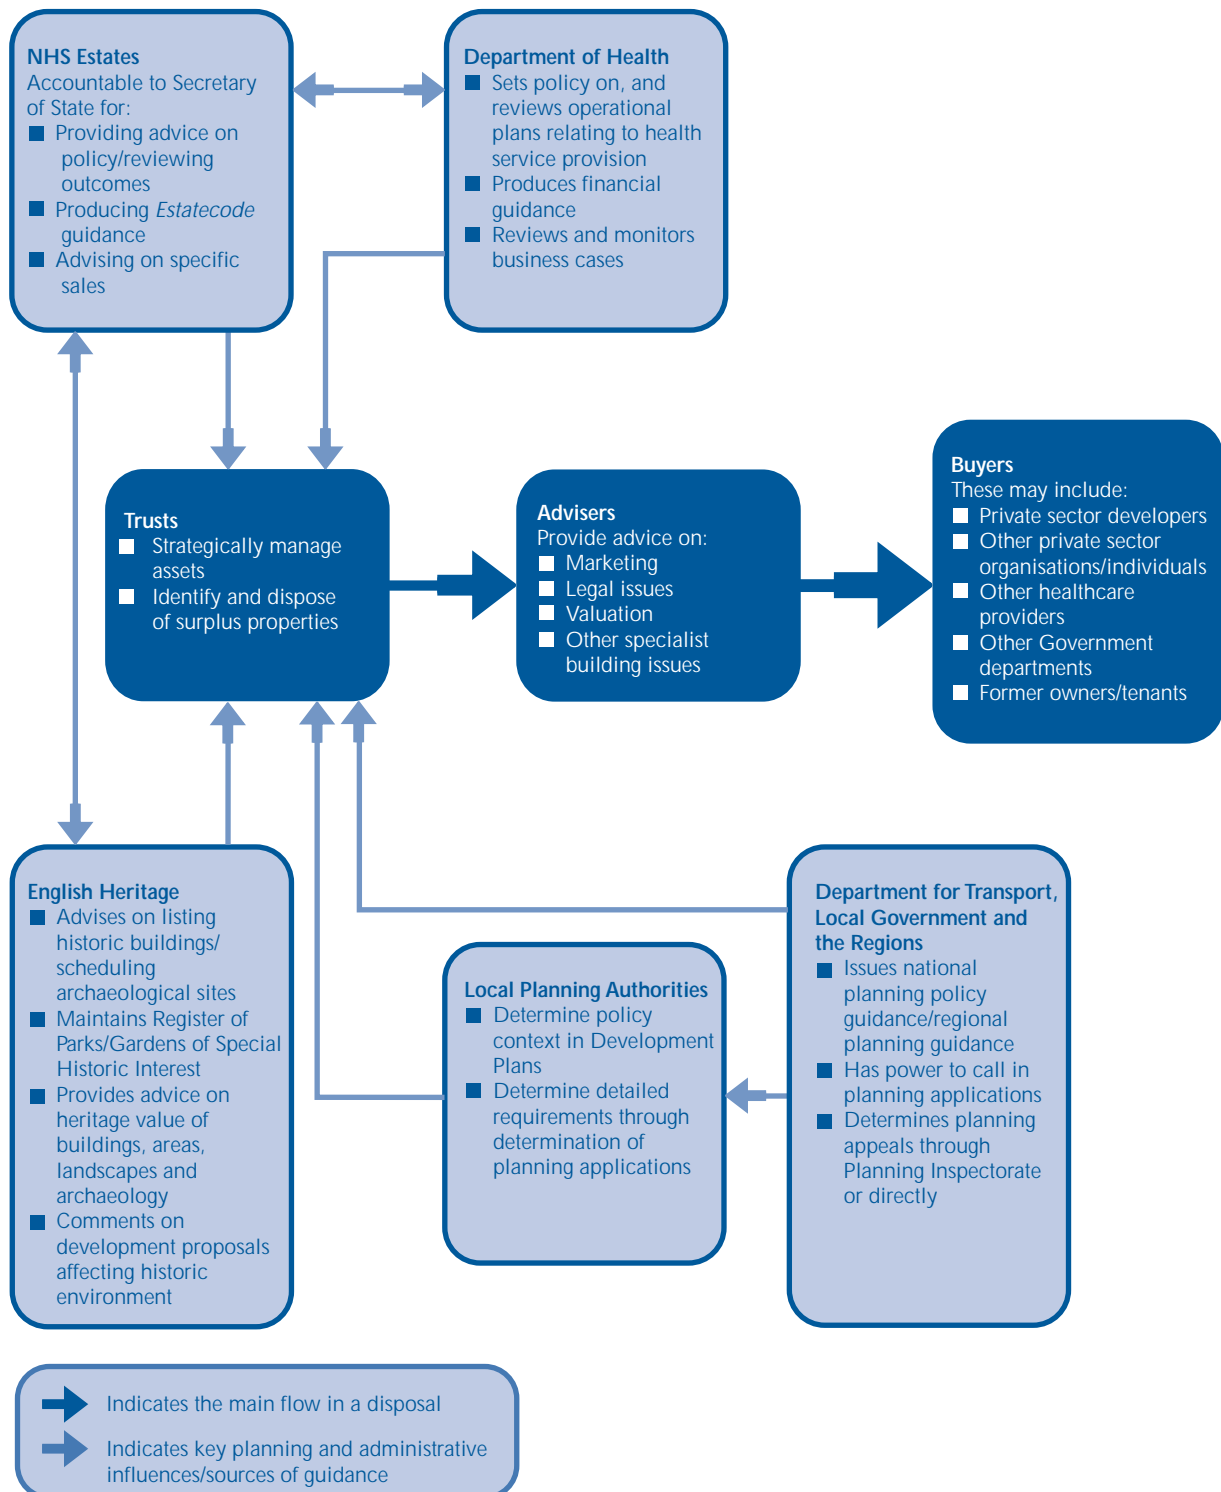 NHS Estates
Accountable to Secretary
of State for:
Providing advice on
policy/reviewing
outcomes
Producing Estatecode
guidance
Advising on specific
sales
Department of Health
Sets policy on, and
reviews operational
plans relating to health
service provision
Produces financial
guidance
Reviews and monitors
business cases
Trusts
Strategically manage
assets
Identify and dispose
of surplus properties
Advisers
Provide advice on:
Marketing
Legal issues
Valuation
Other specialist
building issues
Buyers
These may include:
Private sector developers
Other private sector
organisations/individuals
Other healthcare
providers
Other Government
departments
Former owners/tenants
English Heritage
Advises on listing
historic buildings/
scheduling
archaeological sites
Maintains Register of
Parks/Gardens of Special
Historic Interest
Provides advice on
heritage value of
buildings, areas,
landscapes and
archaeology
Comments on
development proposals
affecting historic
environment
Local Planning Authorities
Determine policy
context in Development
Plans
Determine detailed
requirements through
determination of
planning applications
Department for Transport,
Local Government and
the Regions
Issues national
planning policy
guidance/regional
planning guidance
Has power to call in
planning applications
Determines planning
appeals through
Planning Inspectorate
or directly
Indicates the main flow in a disposal
Indicates key planning and administrative
influences/sources of guidance